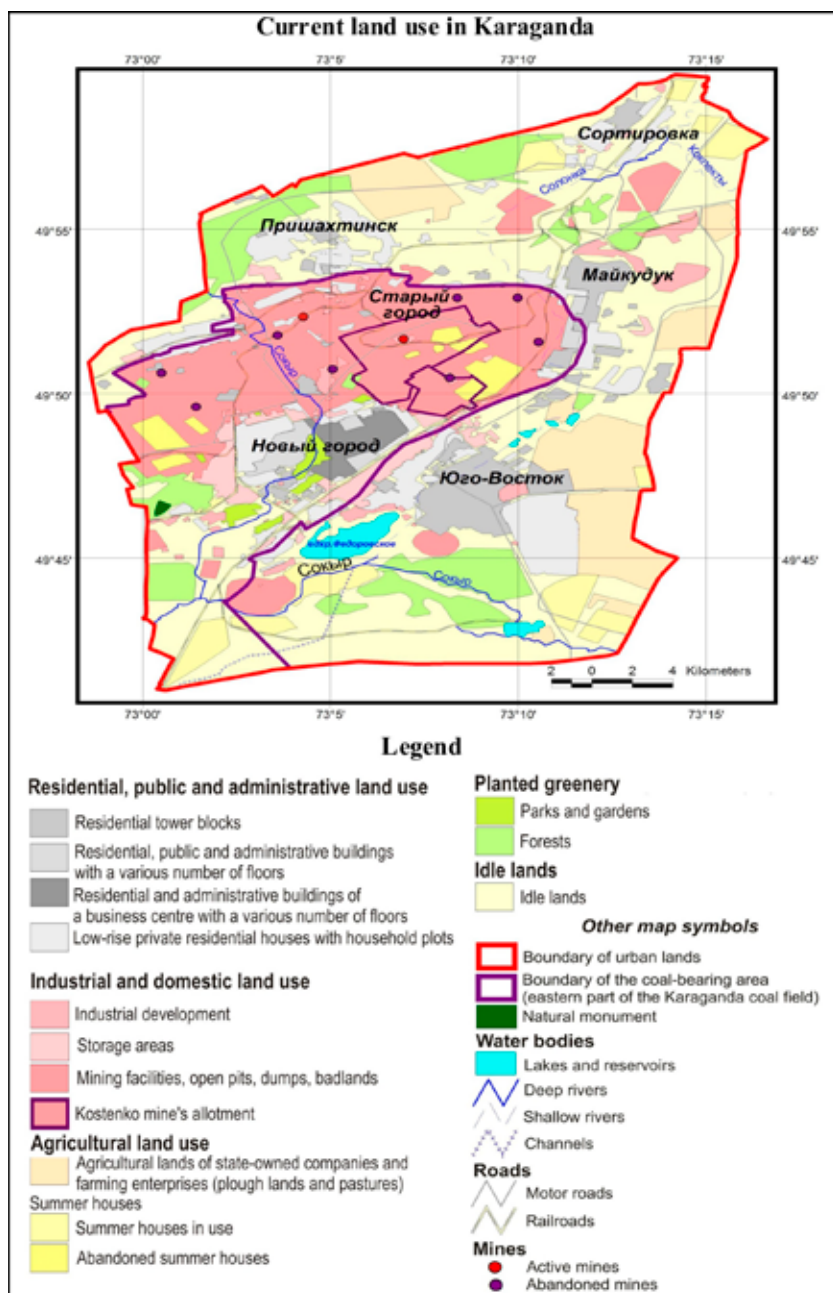 Current land use in Karaganda
73°00' 73°5' 73°10' 73°15'
Сортировка
Солонка
Кокпекты
49°55' 49°55'
Пришахтинск
Майкудук
Старый
город
Сокыр
49°50' 49°50'
Новый город
Юго-Восток
вдхр.Федоровское
49°45' 49°45'
Сокыр
Сокыр
2 0 2 4 Kilometers
73°00' 73°5' 73°10' 73°15'
Legend
Residential, public and administrative land use
Residential tower blocks
Residential, public and administrative buildings
with a various number of floors
Residential and administrative buildings of
a business centre with a various number of floors
Low-rise private residential houses with household plots
Industrial and domestic land use
Industrial development
Storage areas
Mining facilities, open pits, dumps, badlands
Kostenko mine's allotment
Agricultural land use
Agricultural lands of state-owned companies and
farming enterprises (plough lands and pastures)
Summer houses
Summer houses in use
Abandoned summer houses
Planted greenery
Parks and gardens
Forests
Idle lands
Idle lands
Other map symbols
Boundary of urban lands
Boundary of the coal-bearing area
(eastern part of the Karaganda coal field)
Natural monument
Water bodies
Lakes and reservoirs
Deep rivers
Shallow rivers
Channels
Roads
Motor roads
Railroads
Mines
Active mines
Abandoned mines